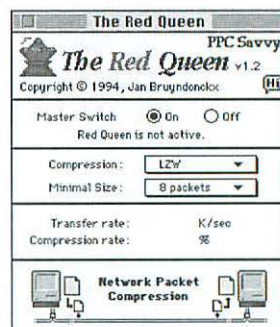 The Red Queen
PPC Savvy
The Red Queen v1.2
Copyright © 1994, Jan Bruyndonckx
Hi
Master Switch On Off
Red Queen is not active.
Compression: LZW
Minimal Size: 8 packets
Transfer rate: K/sec
Compression rate: %
Network Packet
Compression